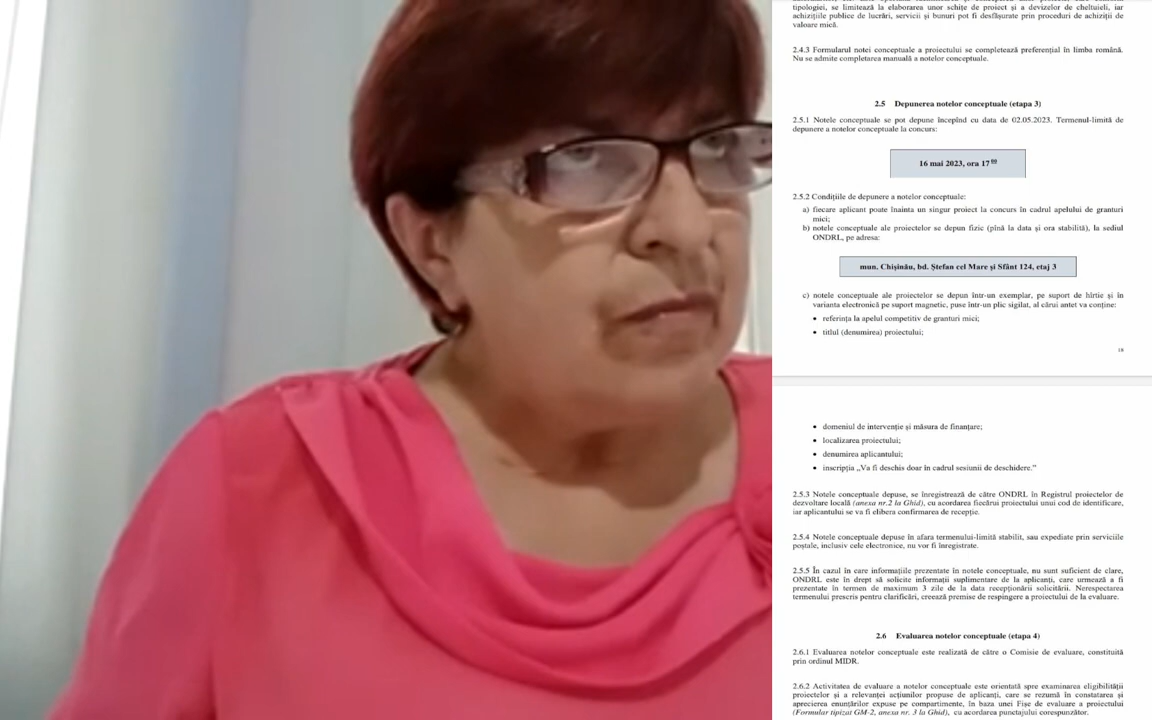 tipologiei, se limitează la elaborarea unor schițe de proiect și a devizelor de cheltuieli, iar
achizițiile publice de lucrări, servicii și bunuri pot fi desfășurate prin proceduri de achiziții de
valoare mică.
2.4.3 Formularul notei conceptuale a proiectului se completează preferențial în limba română.
Nu se admite completarea manuală a notelor conceptuale.
2.5 Depunerea notelor conceptuale (etapa 3)
2.5.1 Notele conceptuale se pot depune începînd cu data de 02.05.2023. Termenul-limită de
depunere a notelor conceptuale la concurs:
16 mai 2023, ora 17⁰⁰
2.5.2 Condițiile de depunere a notelor conceptuale:
a) fiecare aplicant poate înainta un singur proiect la concurs în cadrul apelului de granturi
mici;
b) notele conceptuale ale proiectelor se depun fizic (pînă la data și ora stabilită), la sediul
ONDRL, pe adresa:
mun. Chișinău, bd. Ștefan cel Mare și Sfânt 124, etaj 3
c) notele conceptuale ale proiectelor se depun într-un exemplar, pe suport de hîrtie și în
varianta electronică pe suport magnetic, puse într-un plic sigilat, al cărui antet va conține:
• referința la apelul competitiv de granturi mici;
• titlul (denumirea) proiectului;
18
• domeniul de intervenție și măsura de finanțare;
• localizarea proiectului;
• denumirea aplicantului;
• inscripția „Va fi deschis doar în cadrul sesiunii de deschidere.”
2.5.3 Notele conceptuale depuse, se înregistrează de către ONDRL în Registrul proiectelor de
dezvoltare locală (anexa nr.2 la Ghid), cu acordarea fiecărui proiectului unui cod de identificare,
iar aplicantului se va fi elibera confirmarea de recepție.
2.5.4 Notele conceptuale depuse în afara termenului-limită stabilit, sau expediate prin serviciile
poștale, inclusiv cele electronice, nu vor fi înregistrate.
2.5.5 În cazul în care informațiile prezentate în notele conceptuale, nu sunt suficient de clare,
ONDRL este în drept să solicite informații suplimentare de la aplicanți, care urmează a fi
prezentate în termen de maximum 3 zile de la data recepționării solicitării. Nerespectarea
termenului prescris pentru clarificări, creează premise de respingere a proiectului de la evaluare.
2.6 Evaluarea notelor conceptuale (etapa 4)
2.6.1 Evaluarea notelor conceptuale este realizată de către o Comisie de evaluare, constituită
prin ordinul MIDR.
2.6.2 Activitatea de evaluare a notelor conceptuale este orientată spre examinarea eligibilității
proiectelor și a relevanței acțiunilor propuse de aplicanți, care se rezumă în constatarea și
aprecierea enunțărilor expuse pe compartimente, în baza unei Fișe de evaluare a proiectului
(Formular tipizat GM-2, anexa nr. 3 la Ghid), cu acordarea punctajului corespunzător.